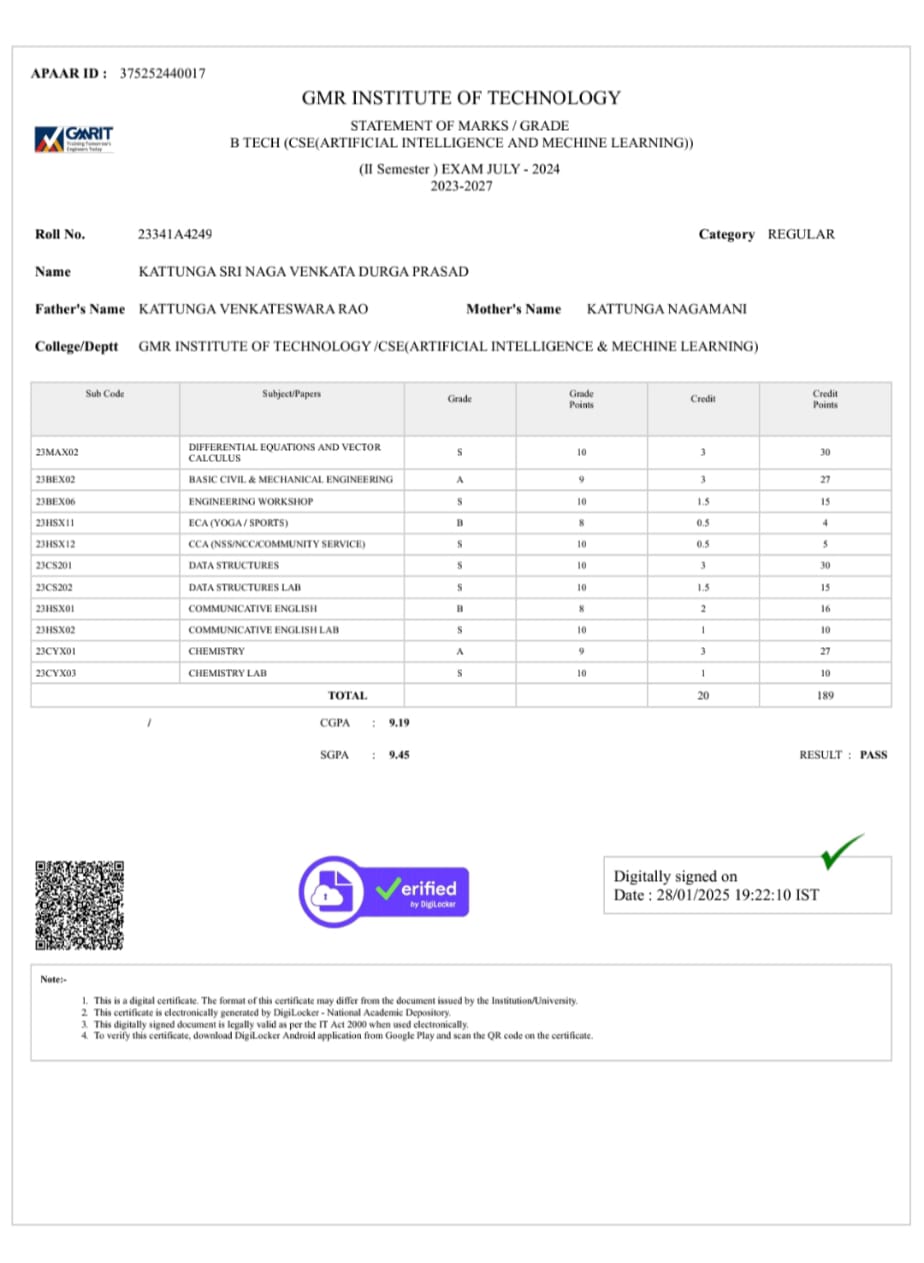 APAAR ID : 375252440017
GMR INSTITUTE OF TECHNOLOGY
GMRIT
Training Tomorrow's
Engineers Today
STATEMENT OF MARKS / GRADE
B TECH (CSE(ARTIFICIAL INTELLIGENCE AND MECHINE LEARNING))
(II Semester ) EXAM JULY - 2024
2023-2027
Roll No. 23341A4249 Category REGULAR
Name KATTUNGA SRI NAGA VENKATA DURGA PRASAD
Father's Name KATTUNGA VENKATESWARA RAO Mother's Name KATTUNGA NAGAMANI
College/Deptt GMR INSTITUTE OF TECHNOLOGY /CSE(ARTIFICIAL INTELLIGENCE & MECHINE LEARNING)
Sub Code Subject/Papers Grade Grade Points Credit Credit Points
23MAX02 DIFFERENTIAL EQUATIONS AND VECTOR CALCULUS S 10 3 30
23BEX02 BASIC CIVIL & MECHANICAL ENGINEERING A 9 3 27
23BEX06 ENGINEERING WORKSHOP S 10 1.5 15
23HSX11 ECA (YOGA / SPORTS) B 8 0.5 4
23HSX12 CCA (NSS/NCC/COMMUNITY SERVICE) S 10 0.5 5
23CS201 DATA STRUCTURES S 10 3 30
23CS202 DATA STRUCTURES LAB S 10 1.5 15
23HSX01 COMMUNICATIVE ENGLISH B 8 2 16
23HSX02 COMMUNICATIVE ENGLISH LAB S 10 1 10
23CYX01 CHEMISTRY A 9 3 27
23CYX03 CHEMISTRY LAB S 10 1 10
TOTAL 20 189
/ CGPA : 9.19
SGPA : 9.45 RESULT : PASS
Verified
by DigiLocker
Digitally signed on
Date : 28/01/2025 19:22:10 IST
Note:-
1. This is a digital certificate. The format of this certificate may differ from the document issued by the Institution/University.
2. This certificate is electronically generated by DigiLocker - National Academic Depository.
3. This digitally signed document is legally valid as per the IT Act 2000 when used electronically.
4. To verify this certificate, download DigiLocker Android application from Google Play and scan the QR code on the certificate.